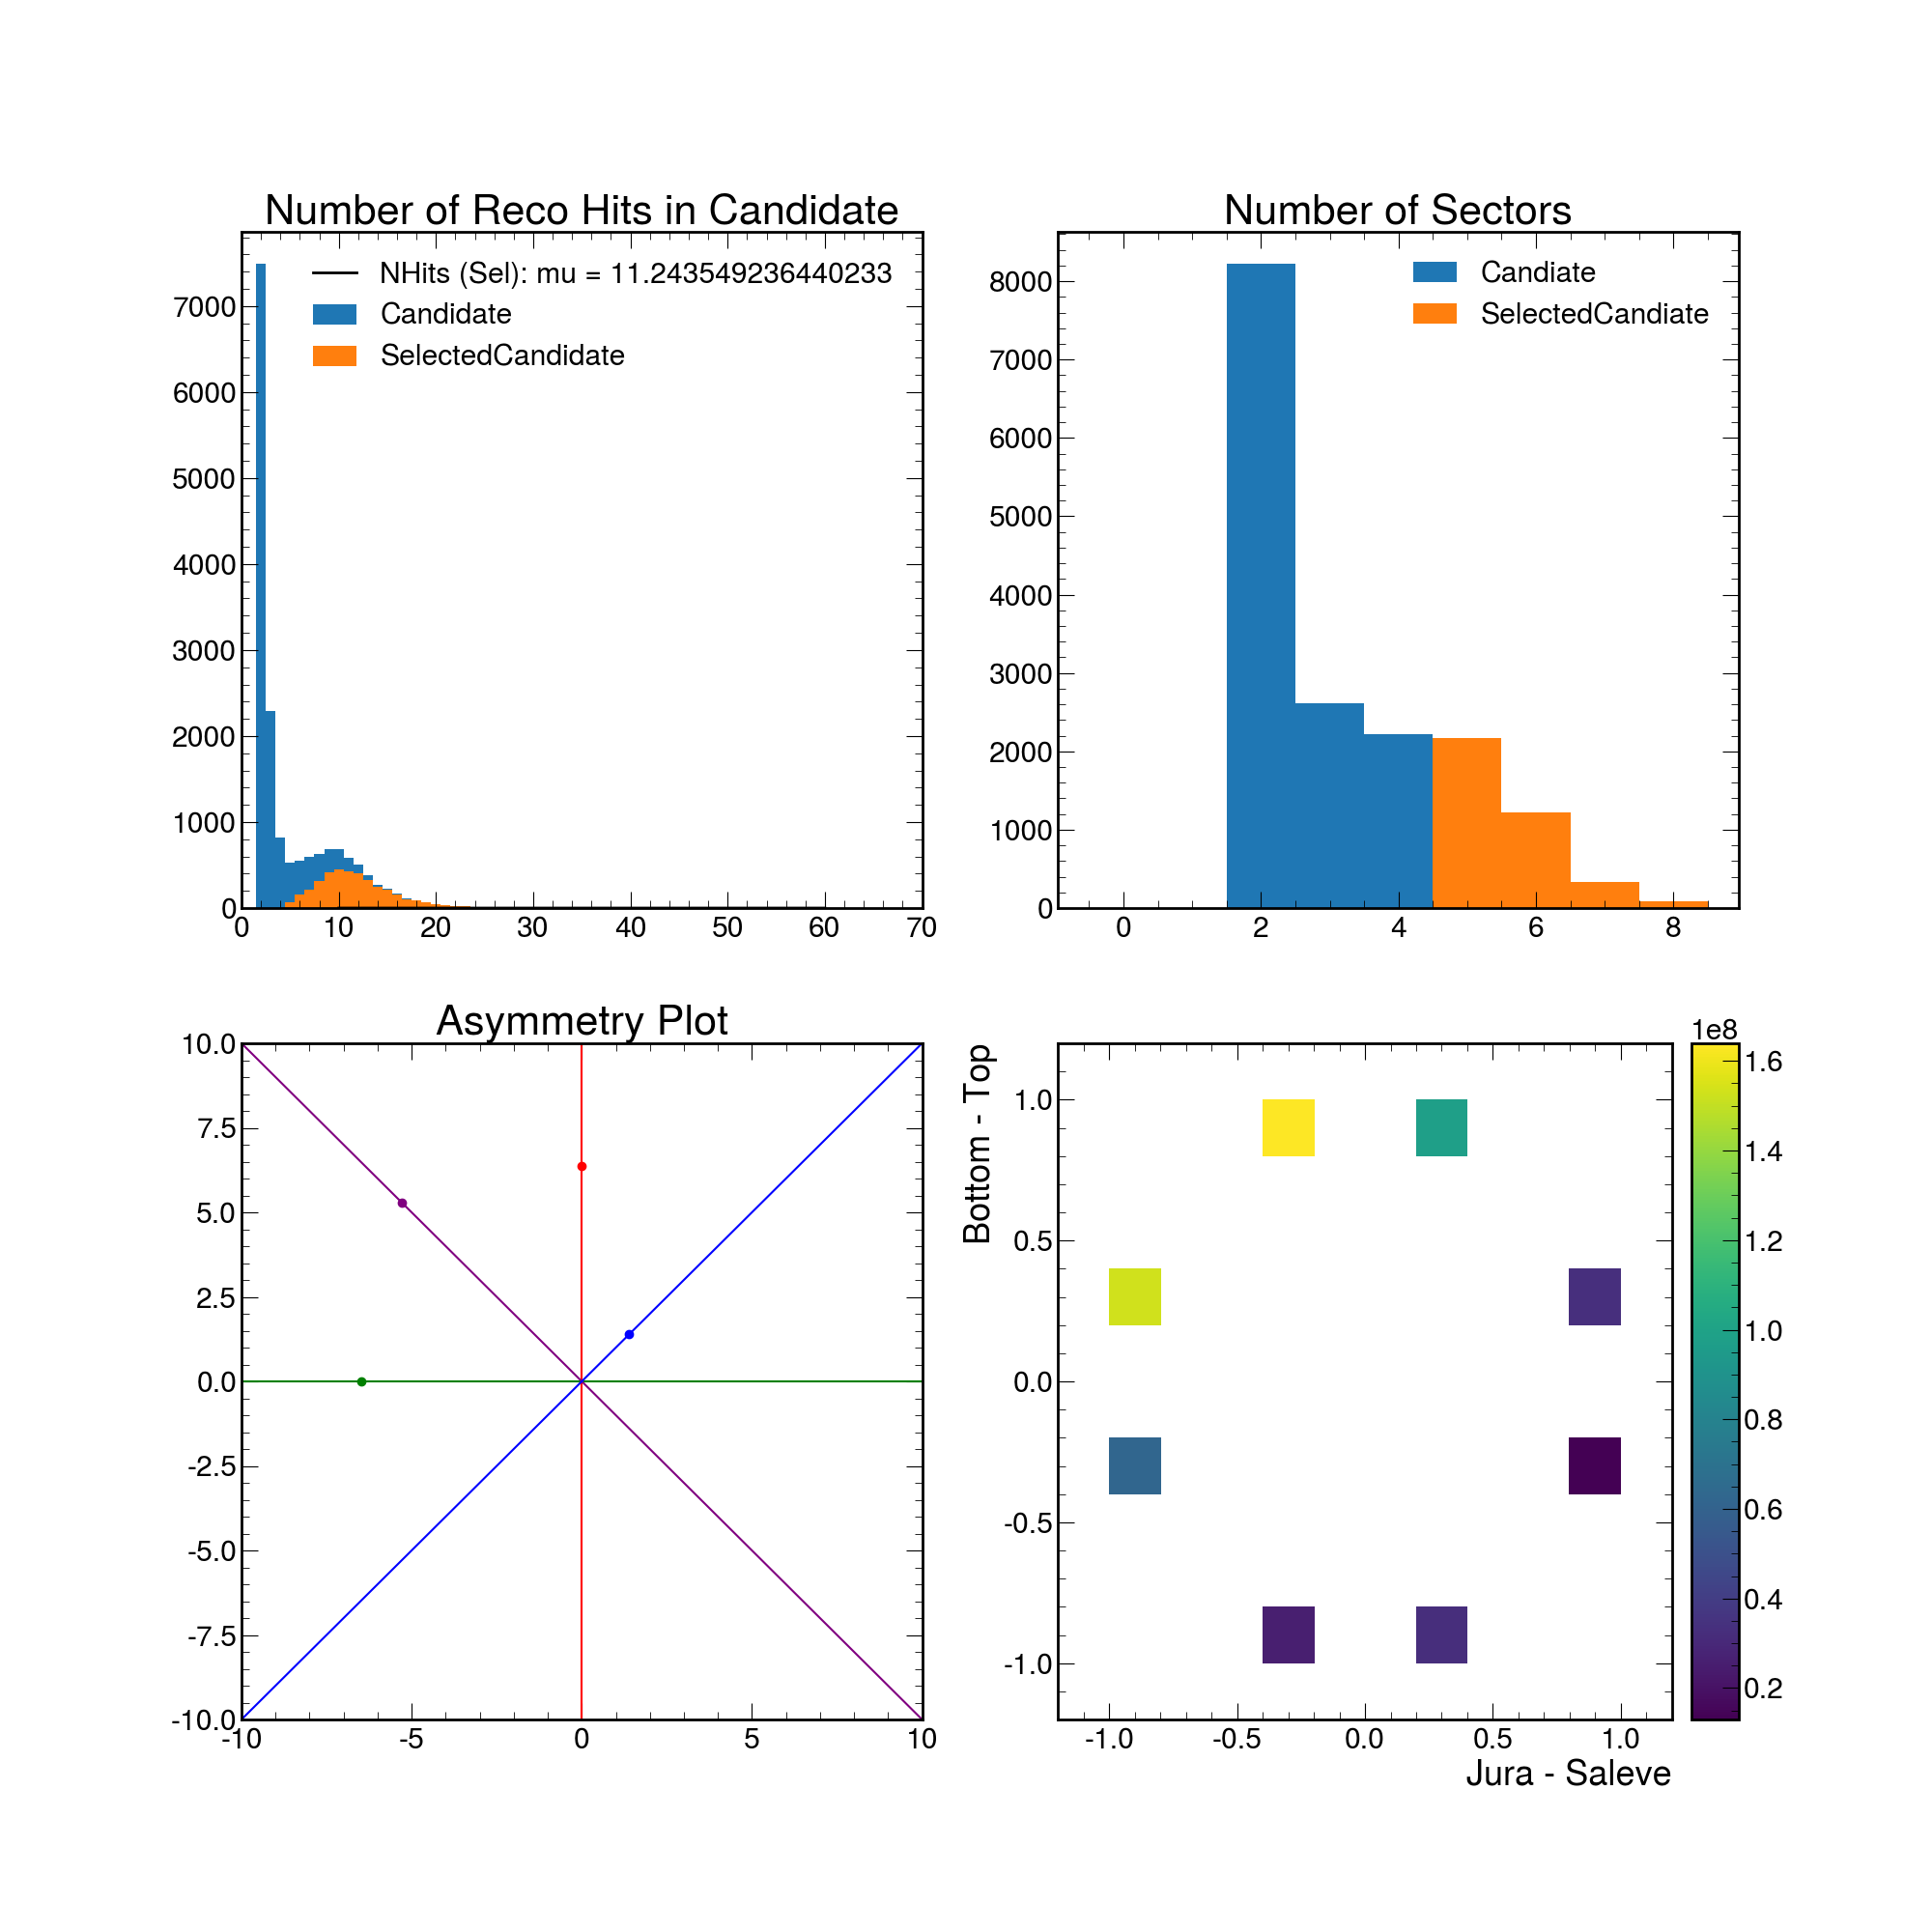 Number of Reco Hits in Candidate
NHits (Sel): mu = 11.243549236440233
Candidate
SelectedCandidate
7000
6000
5000
4000
3000
2000
1000
0
0 10 20 30 40 50 60 70
Number of Sectors
Candiate
SelectedCandiate
8000
7000
6000
5000
4000
3000
2000
1000
0
0 2 4 6 8
Asymmetry Plot
10.0
7.5
5.0
2.5
0.0
-2.5
-5.0
-7.5
-10.0
-10 -5 0 5 10
Bottom - Top
1.0
0.5
0.0
-0.5
-1.0
-1.0 -0.5 0.0 0.5 1.0
Jura - Saleve
1e8
1.6
1.4
1.2
1.0
0.8
0.6
0.4
0.2